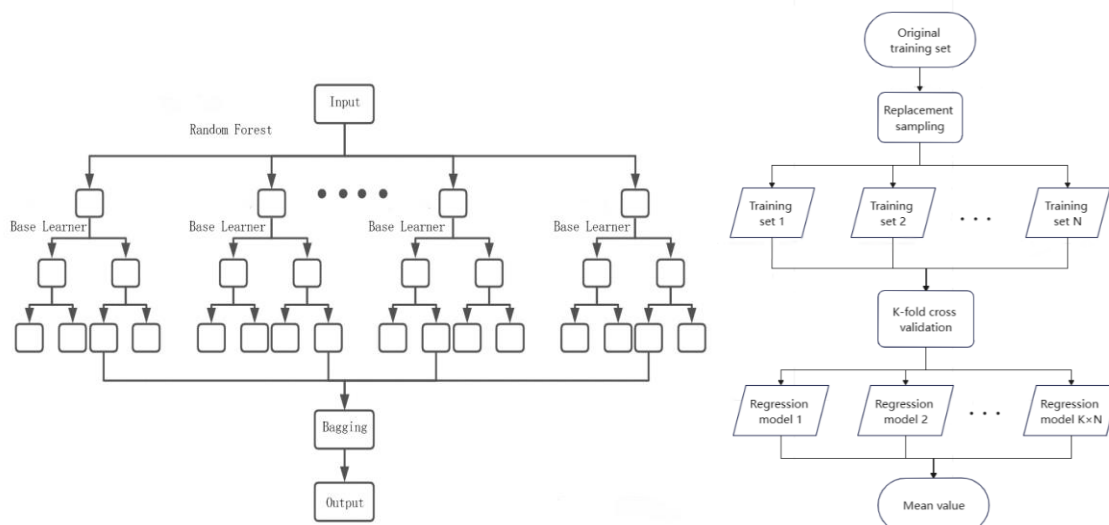 Input
Random Forest
Base Learner
Base Learner
Base Learner
Base Learner
Bagging
Output
Original
training set
Replacement
sampling
Training
set 1
Training
set 2
Training
set N
K-fold cross
validation
Regression
model 1
Regression
model 2
Regression
model K×N
Mean value